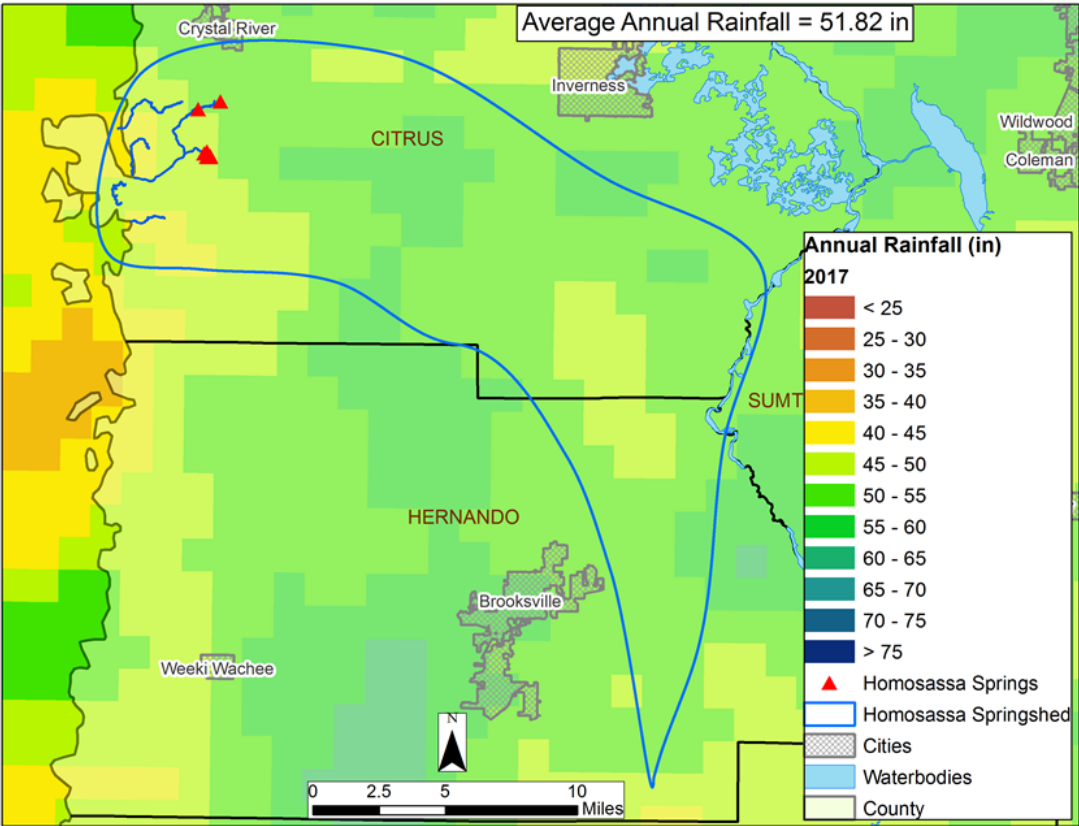 Average Annual Rainfall = 51.82 in
Crystal River
Inverness
Wildwood
Coleman
CITRUS
SUMT
HERNANDO
Brooksville
Weeki Wachee
Annual Rainfall (in)
2017
< 25
25 - 30
30 - 35
35 - 40
40 - 45
45 - 50
50 - 55
55 - 60
60 - 65
65 - 70
70 - 75
> 75
Homosassa Springs
Homosassa Springshed
Cities
Waterbodies
County
N
0 2.5 5 10
Miles